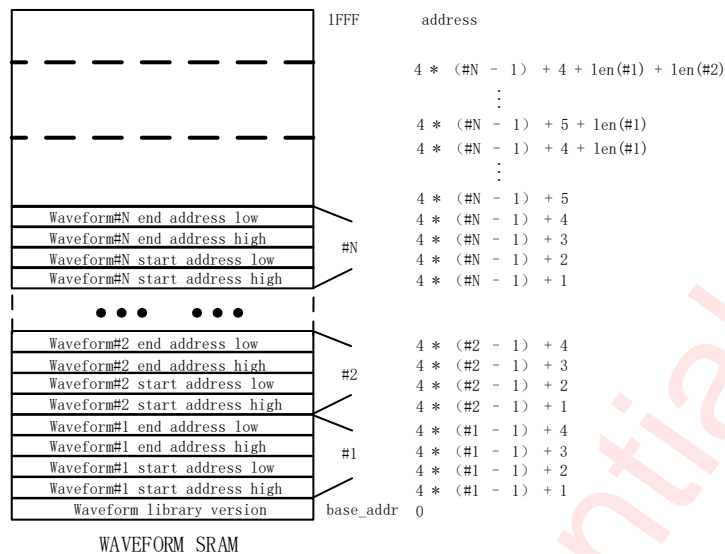 1FFF address
4 * (#N - 1) + 4 + len(#1) + len(#2)
⋮
4 * (#N - 1) + 5 + len(#1)
4 * (#N - 1) + 4 + len(#1)
⋮
4 * (#N - 1) + 5
Waveform#N end address low 4 * (#N - 1) + 4
Waveform#N end address high 4 * (#N - 1) + 3
#N
Waveform#N start address low 4 * (#N - 1) + 2
Waveform#N start address high 4 * (#N - 1) + 1
••• •••
Waveform#2 end address low 4 * (#2 - 1) + 4
Waveform#2 end address high 4 * (#2 - 1) + 3
#2
Waveform#2 start address low 4 * (#2 - 1) + 2
Waveform#2 start address high 4 * (#2 - 1) + 1
Waveform#1 end address low 4 * (#1 - 1) + 4
Waveform#1 end address high 4 * (#1 - 1) + 3
#1
Waveform#1 start address low 4 * (#1 - 1) + 2
Waveform#1 start address high 4 * (#1 - 1) + 1
Waveform library version base_addr 0
WAVEFORM SRAM
ntial